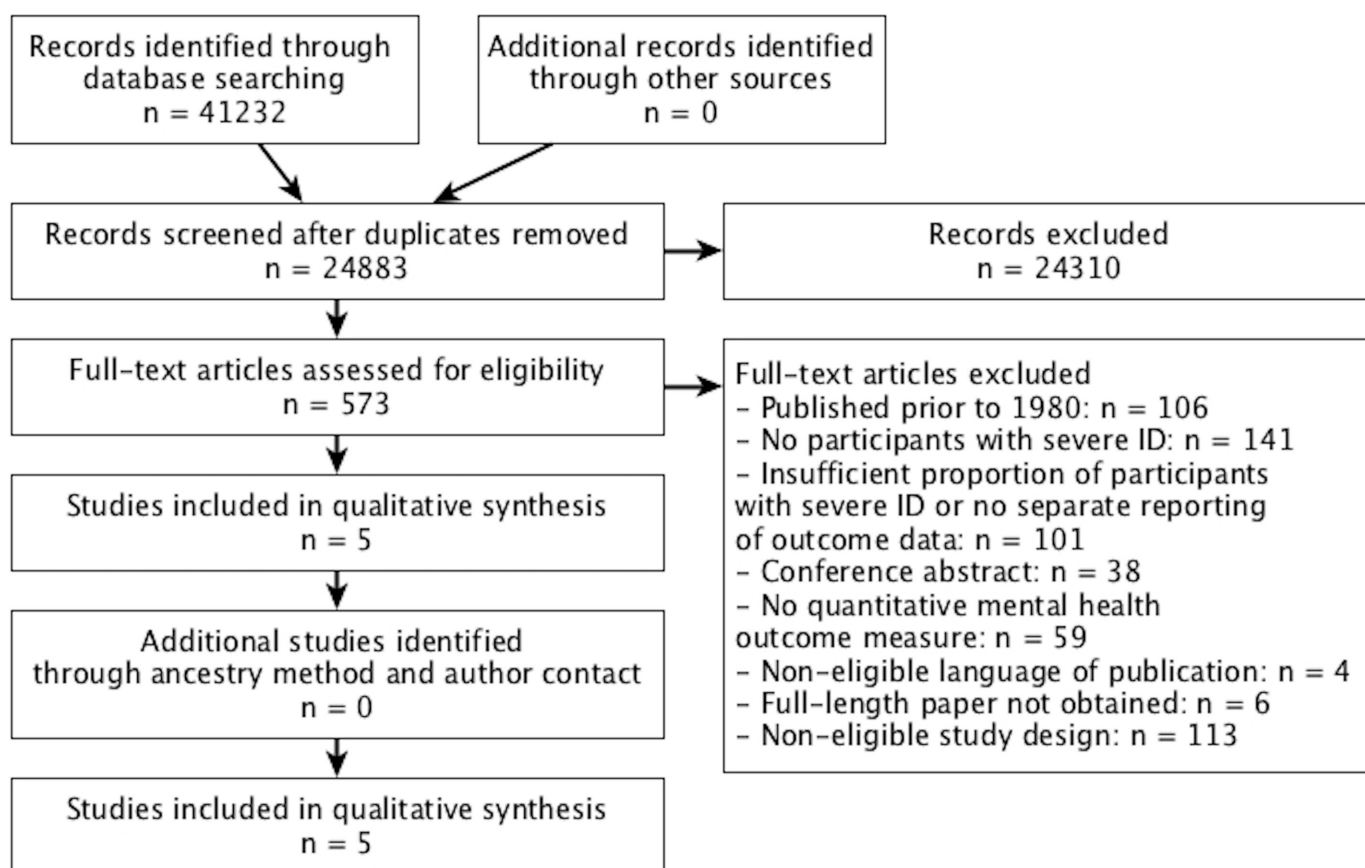 Records identified through
database searching
n = 41232
Additional records identified
through other sources
n = 0
Records screened after duplicates removed
n = 24883
Records excluded
n = 24310
Full-text articles assessed for eligibility
n = 573
Full-text articles excluded
– Published prior to 1980: n = 106
– No participants with severe ID: n = 141
– Insufficient proportion of participants
with severe ID or no separate reporting
of outcome data: n = 101
– Conference abstract: n = 38
– No quantitative mental health
outcome measure: n = 59
– Non-eligible language of publication: n = 4
– Full-length paper not obtained: n = 6
– Non-eligible study design: n = 113
Studies included in qualitative synthesis
n = 5
Additional studies identified
through ancestry method and author contact
n = 0
Studies included in qualitative synthesis
n = 5